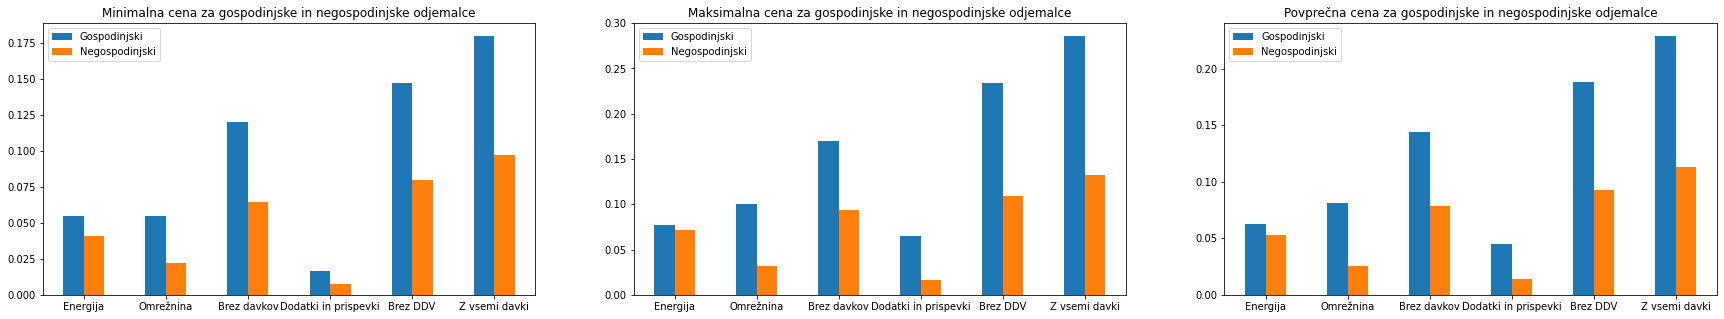 Minimalna cena za gospodinjske in negospodinjske odjemalce
Gospodinjski
Negospodinjski
0.175
0.150
0.125
0.100
0.075
0.050
0.025
0.000
Energija Omrežnina Brez davkov Dodatki in prispevki Brez DDV Z vsemi davki
Maksimalna cena za gospodinjske in negospodinjske odjemalce
Gospodinjski
Negospodinjski
0.30
0.25
0.20
0.15
0.10
0.05
0.00
Energija Omrežnina Brez davkov Dodatki in prispevki Brez DDV Z vsemi davki
Povprečna cena za gospodinjske in negospodinjske odjemalce
Gospodinjski
Negospodinjski
0.20
0.15
0.10
0.05
0.00
Energija Omrežnina Brez davkov Dodatki in prispevki Brez DDV Z vsemi davki